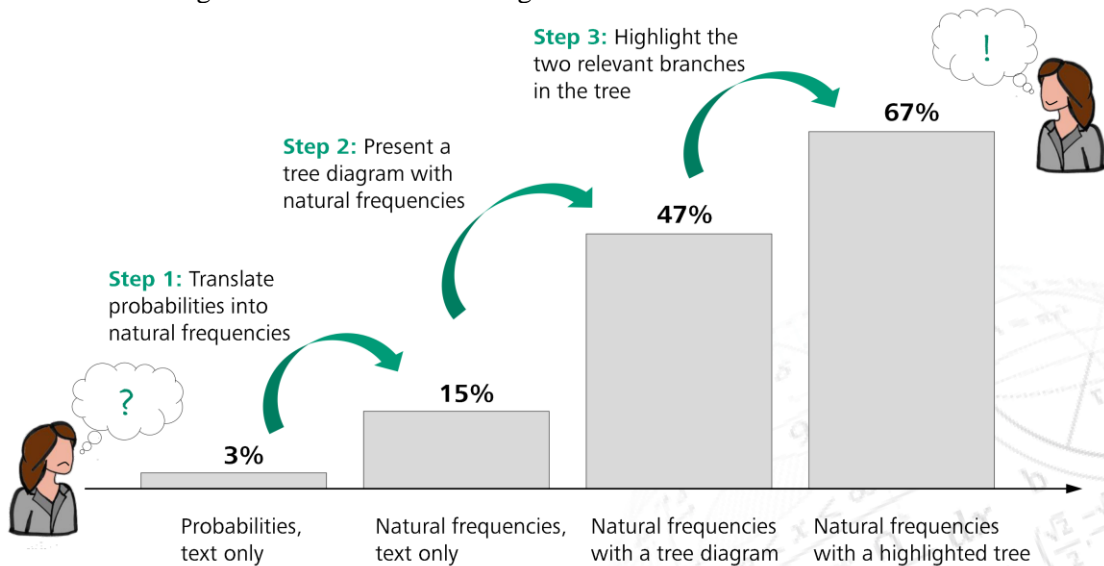 Step 3: Highlight the
two relevant branches
in the tree
!
67%
Step 2: Present a
tree diagram with
natural frequencies
47%
Step 1: Translate
probabilities into
natural frequencies
?
15%
3%
Probabilities,
text only
Natural frequencies,
text only
Natural frequencies
with a tree diagram
Natural frequencies
with a highlighted tree